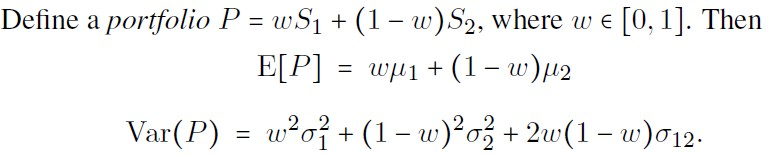 Define a portfolio P = wS₁ + (1 − w)S₂, where w ∈ [0, 1]. Then
E[P] = wμ₁ + (1 − w)μ₂
Var(P) = w²σ₁² + (1 − w)²σ₂² + 2w(1 − w)σ₁₂.